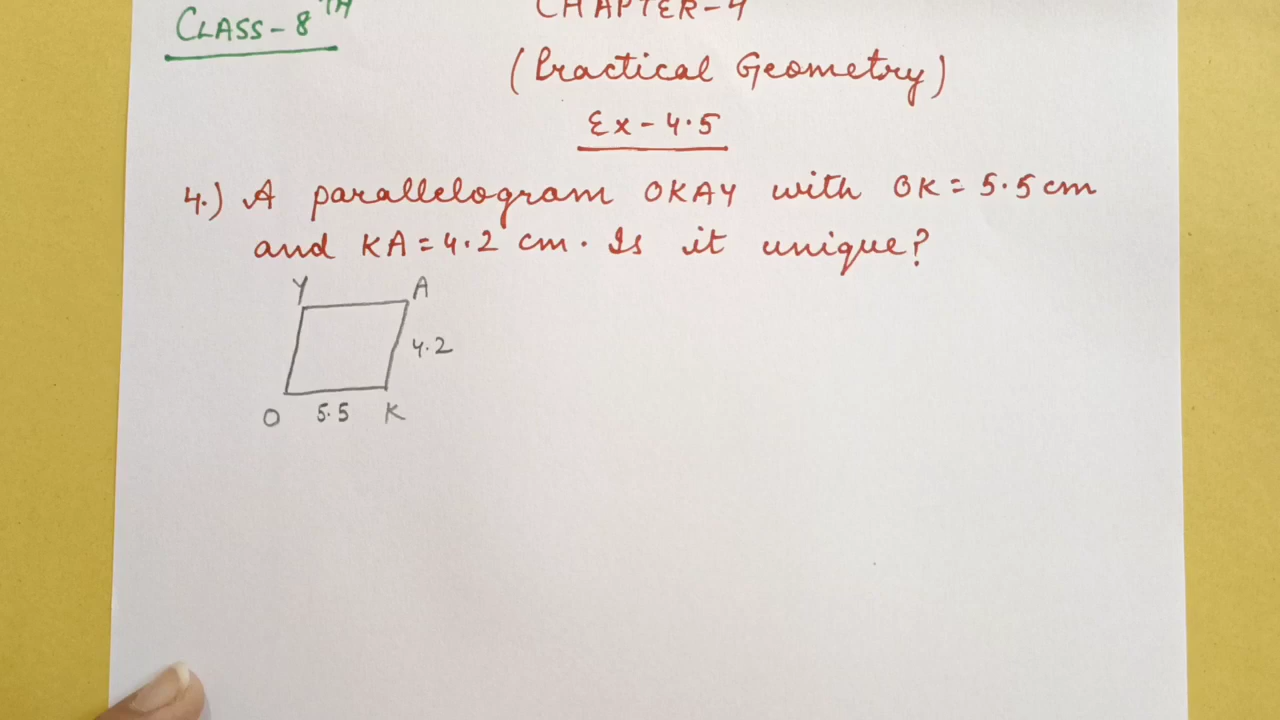 CLASS-8TH
CHAPTER-4
(Practical Geometry)
Ex-4.5
4.) A parallelogram OKAY with OK = 5.5 cm
and KA = 4.2 cm. Is it unique?
Y A
4.2
O 5.5 K